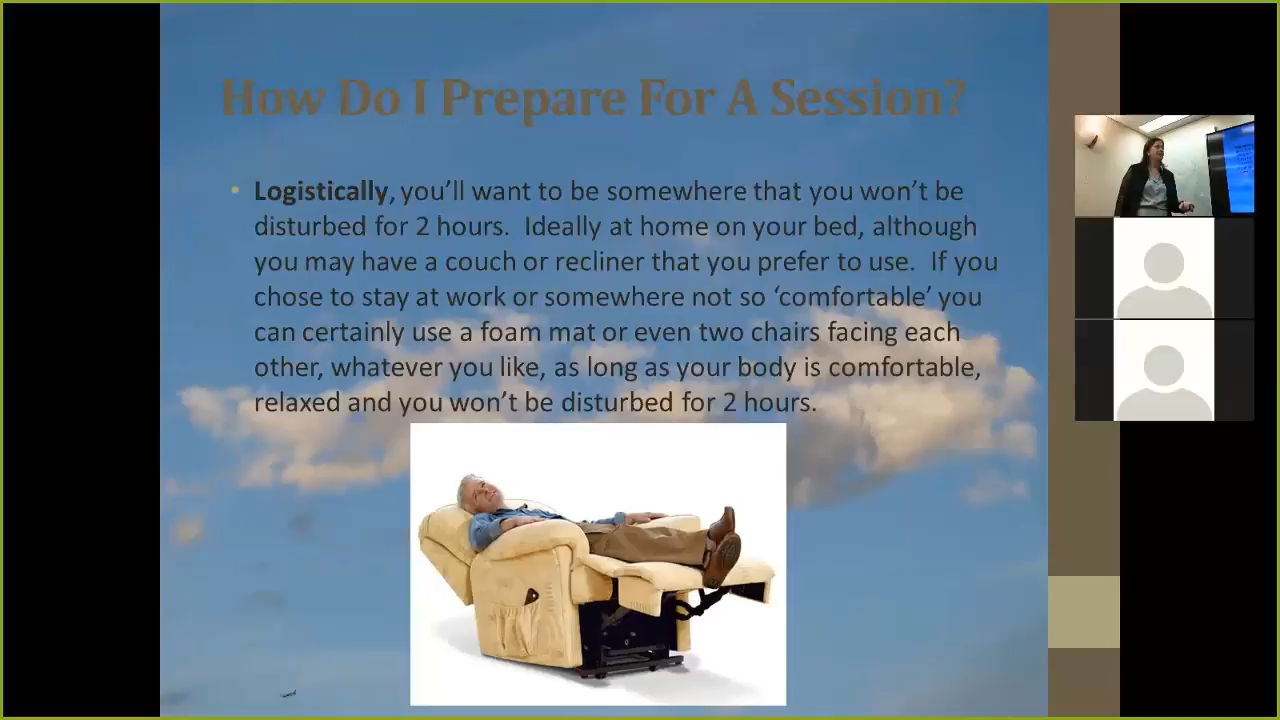 How Do I Prepare For A Session?
• Logistically, you’ll want to be somewhere that you won’t be
disturbed for 2 hours.  Ideally at home on your bed, although
you may have a couch or recliner that you prefer to use.  If you
chose to stay at work or somewhere not so ‘comfortable’ you
can certainly use a foam mat or even two chairs facing each
other, whatever you like, as long as your body is comfortable,
relaxed and you won’t be disturbed for 2 hours.